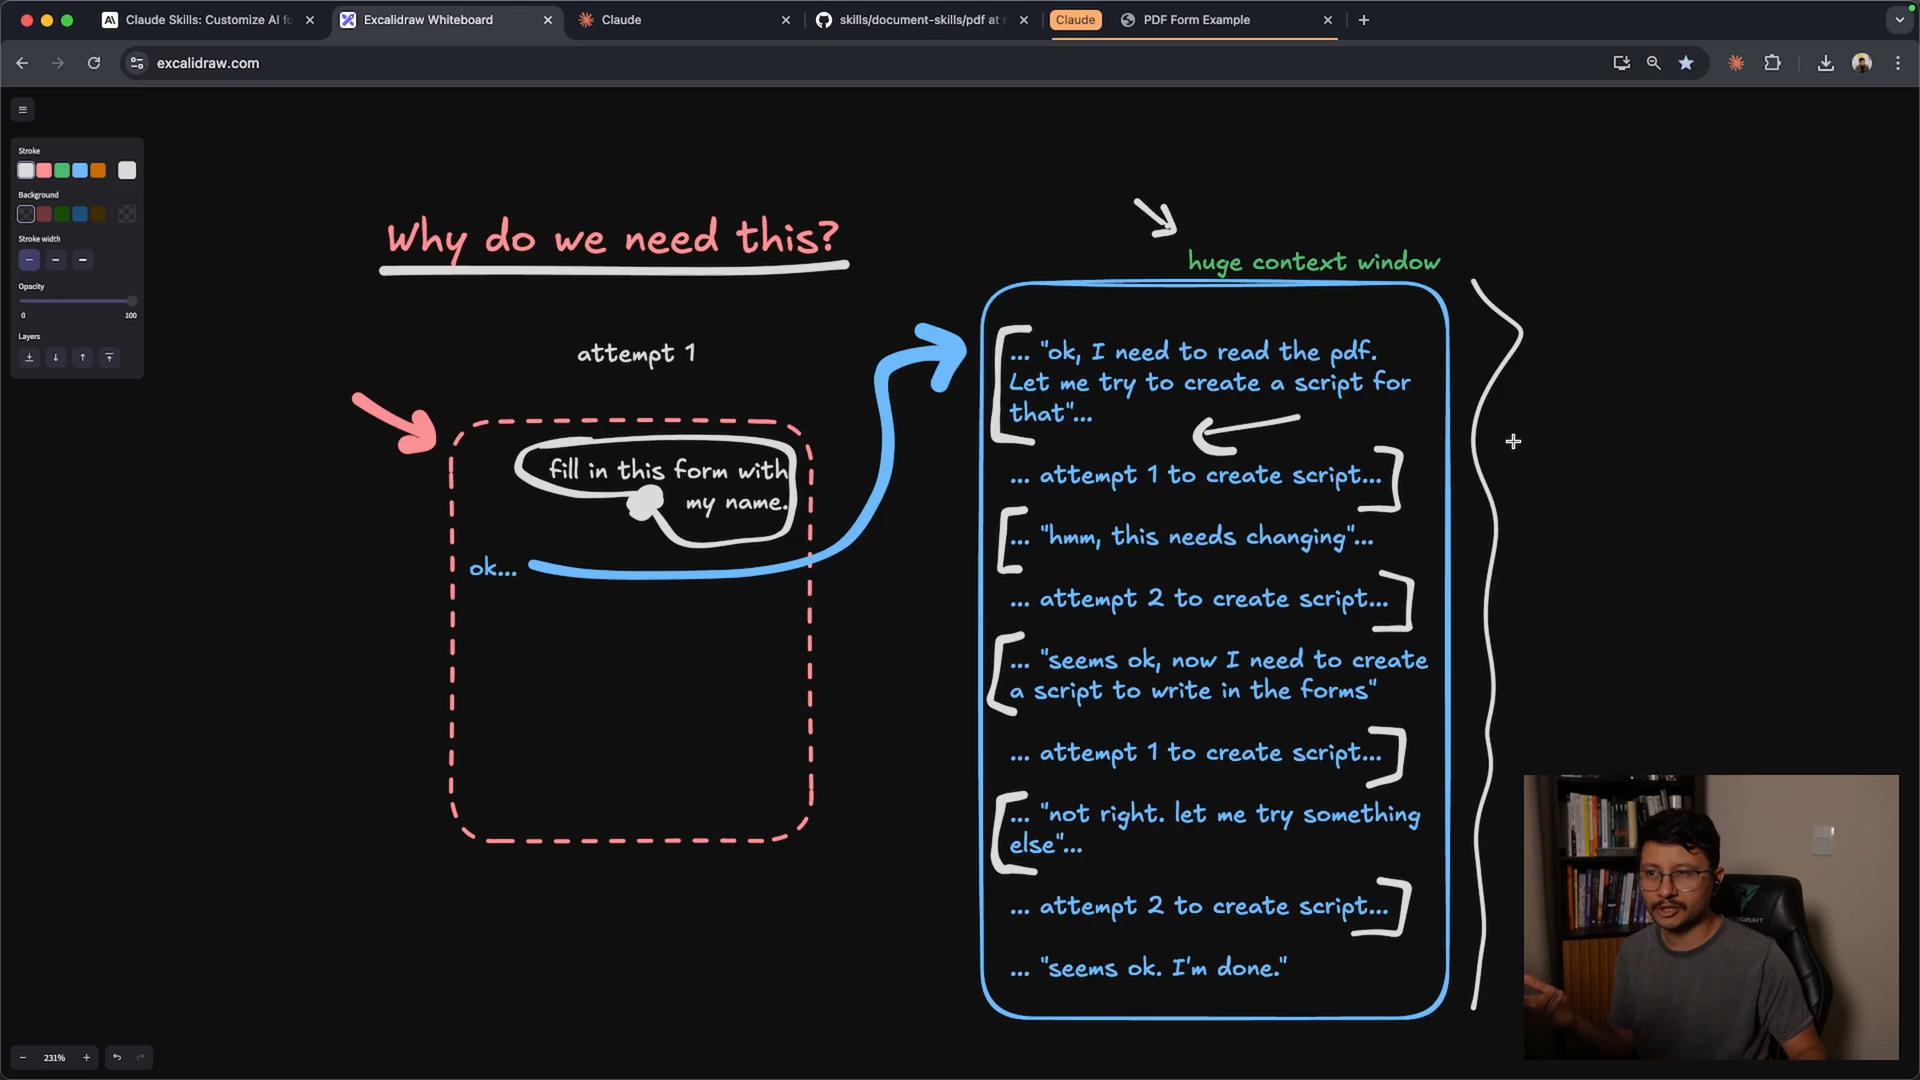 Claude Skills: Customize AI fo
Excalidraw Whiteboard
Claude
skills/document-skills/pdf at
Claude
PDF Form Example
excalidraw.com
Stroke
Background
Stroke width
Opacity
0 100
Layers
Why do we need this?
attempt 1
fill in this form with
my name.
ok...
huge context window
... "ok, I need to read the pdf.
Let me try to create a script for
that"...
... attempt 1 to create script...
... "hmm, this needs changing"...
... attempt 2 to create script...
... "seems ok, now I need to create
a script to write in the forms"
... attempt 1 to create script...
... "not right. let me try something
else"...
... attempt 2 to create script...
... "seems ok. I'm done."
231%